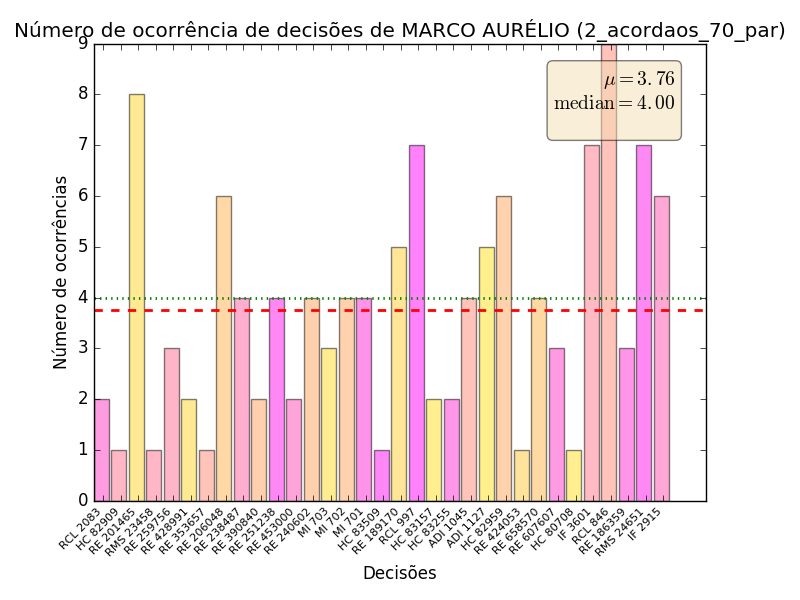 Número de ocorrência de decisões de MARCO AURÉLIO (2_acordaos_70_par)
μ = 3.76
median = 4.00
Número de ocorrências
9
8
7
6
5
4
3
2
1
0
RCL 2083
HC 82909
RE 201465
RMS 23458
RE 259756
RE 428991
RE 353657
RE 206048
RE 238487
RE 390840
RE 251238
RE 453000
RE 240602
MI 703
MI 702
MI 701
HC 83509
RE 189170
RCL 997
HC 83157
HC 83255
ADI 1045
ADI 1127
HC 82959
RE 424053
RE 658570
RE 607607
HC 80708
IF 3601
RCL 846
RE 186359
RMS 24651
IF 2915
Decisões